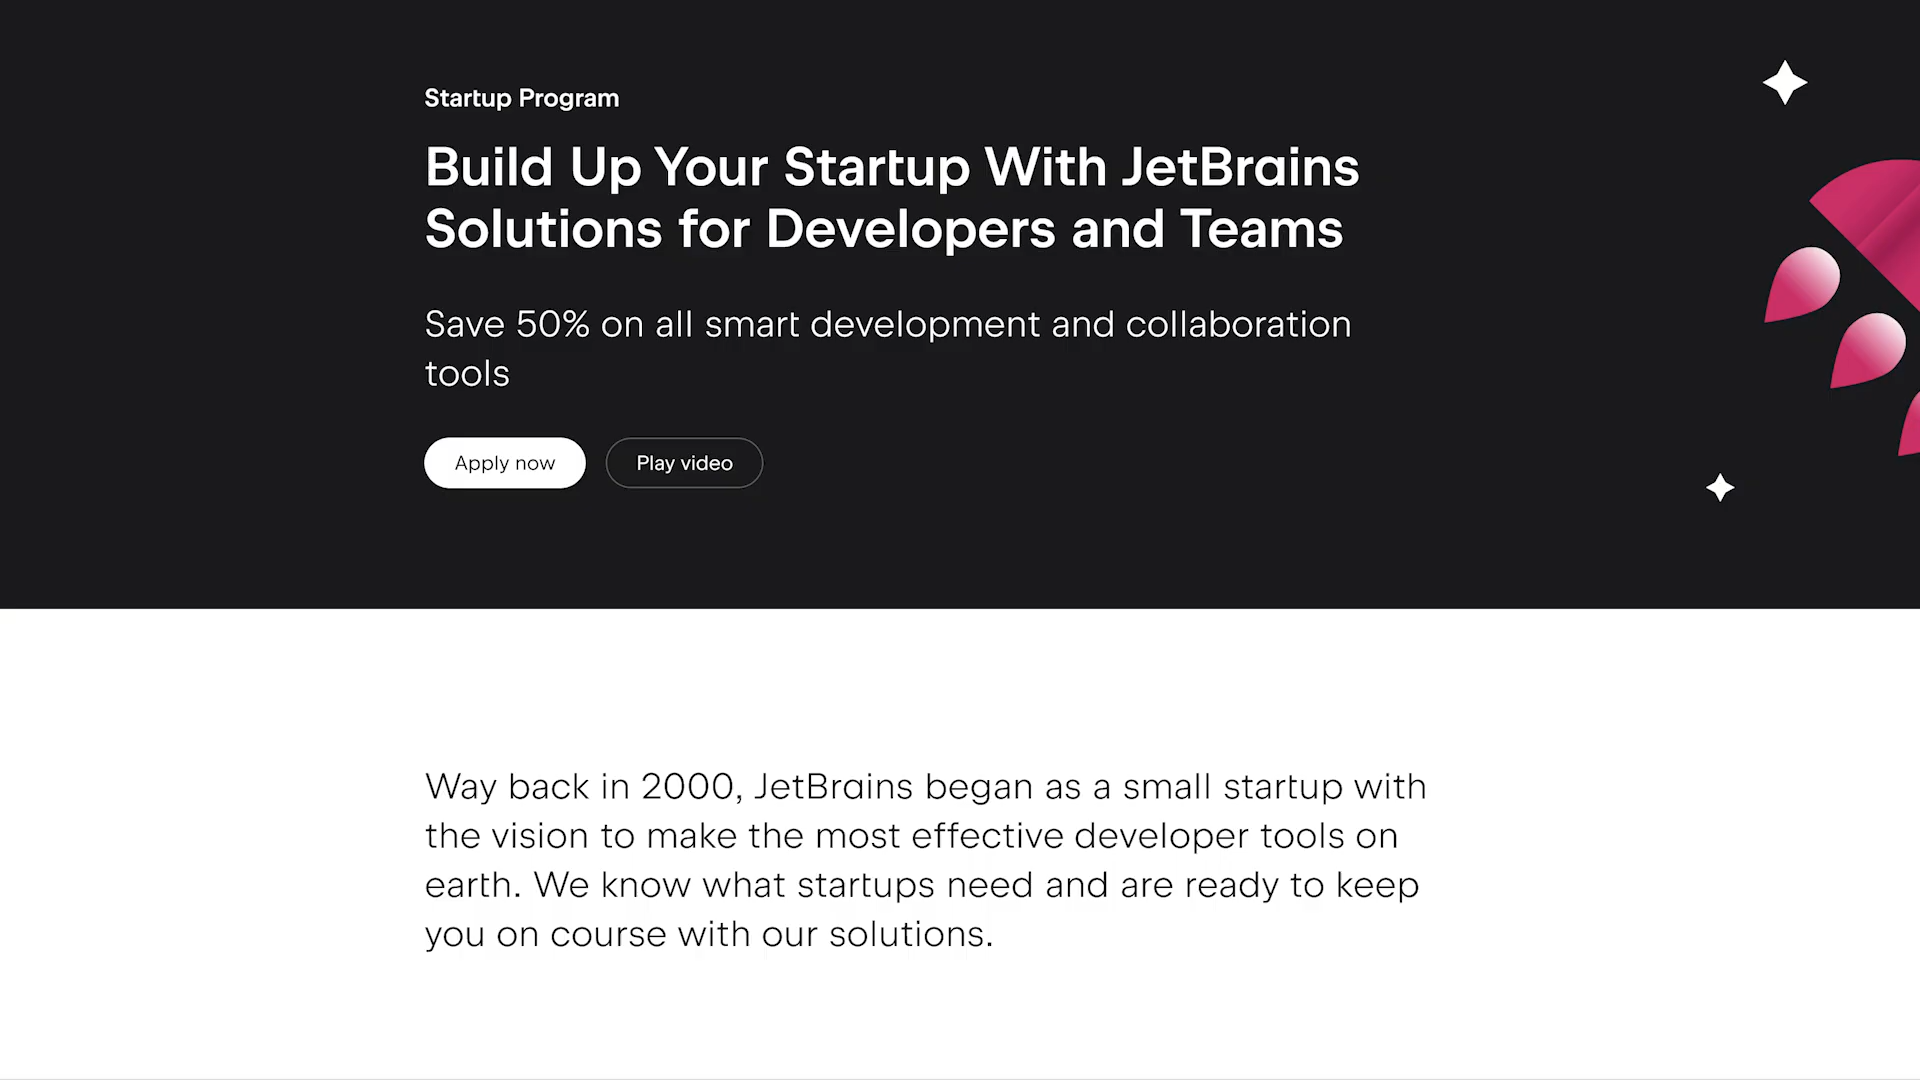 Startup Program
Build Up Your Startup With JetBrains
Solutions for Developers and Teams
Save 50% on all smart development and collaboration
tools
Apply now
Play video
Way back in 2000, JetBrains began as a small startup with
the vision to make the most effective developer tools on
earth. We know what startups need and are ready to keep
you on course with our solutions.